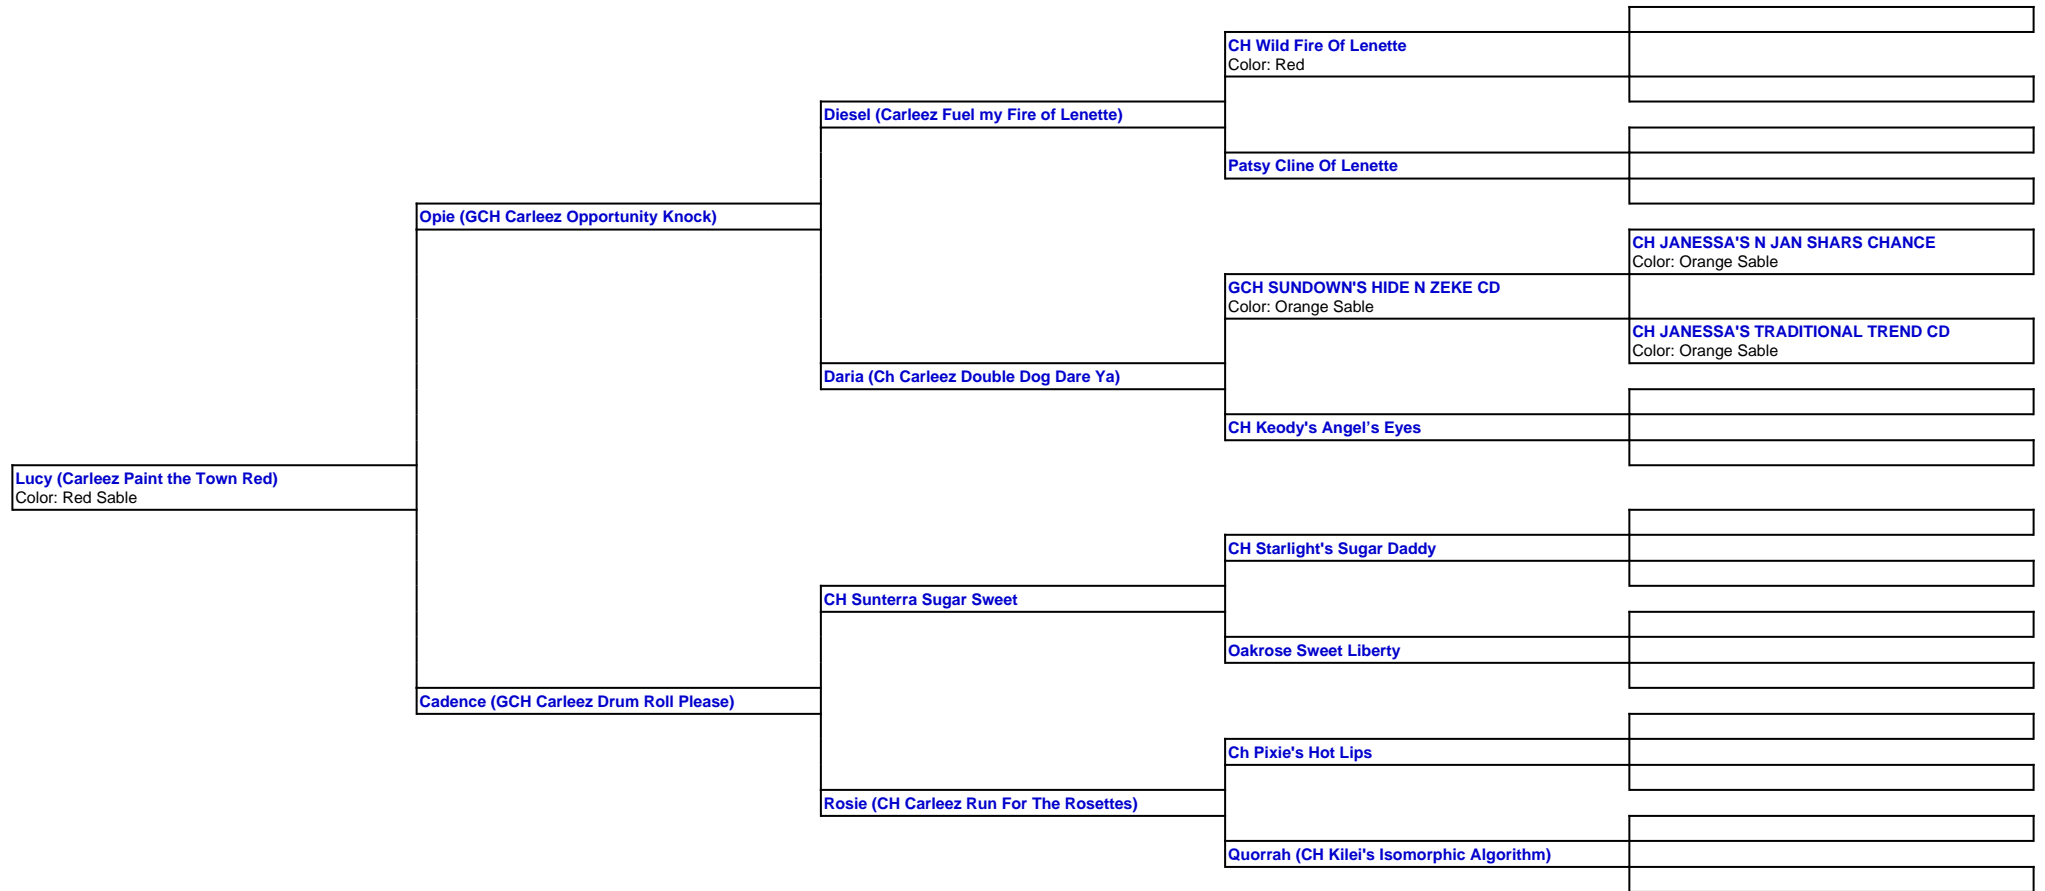 CH Wild Fire Of Lenette
Color: Red
Diesel (Carleez Fuel my Fire of Lenette)
Patsy Cline Of Lenette
Opie (GCH Carleez Opportunity Knock)
CH JANESSA'S N JAN SHARS CHANCE
Color: Orange Sable
GCH SUNDOWN'S HIDE N ZEKE CD
Color: Orange Sable
CH JANESSA'S TRADITIONAL TREND CD
Color: Orange Sable
Daria (Ch Carleez Double Dog Dare Ya)
CH Keody's Angel’s Eyes
Lucy (Carleez Paint the Town Red)
Color: Red Sable
CH Starlight's Sugar Daddy
CH Sunterra Sugar Sweet
Oakrose Sweet Liberty
Cadence (GCH Carleez Drum Roll Please)
Ch Pixie's Hot Lips
Rosie (CH Carleez Run For The Rosettes)
Quorrah (CH Kilei's Isomorphic Algorithm)